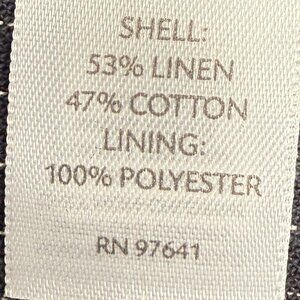 SHELL:
53% LINEN
47% COTTON
LINING:
100% POLYESTER
RN 97641